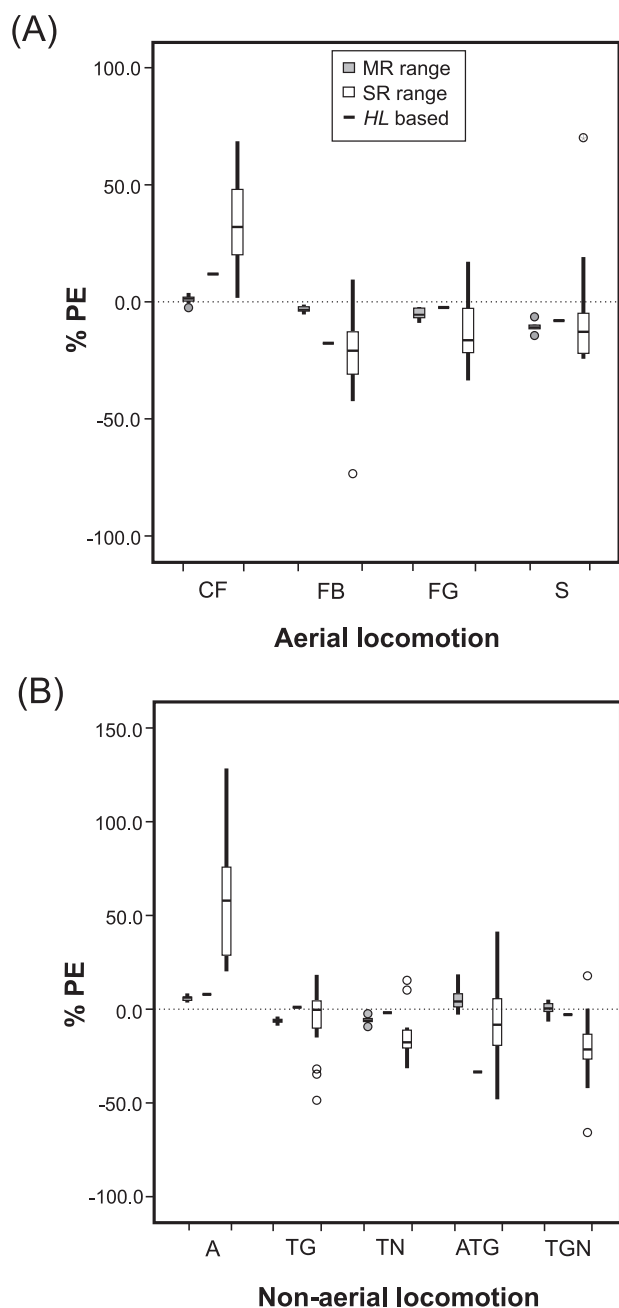 (A)
100.0
50.0
0.0
-50.0
-100.0
% PE
MR range
SR range
HL based
CF FB FG S
Aerial locomotion
(B)
150.0
100.0
50.0
0.0
-50.0
-100.0
% PE
A TG TN ATG TGN
Non-aerial locomotion